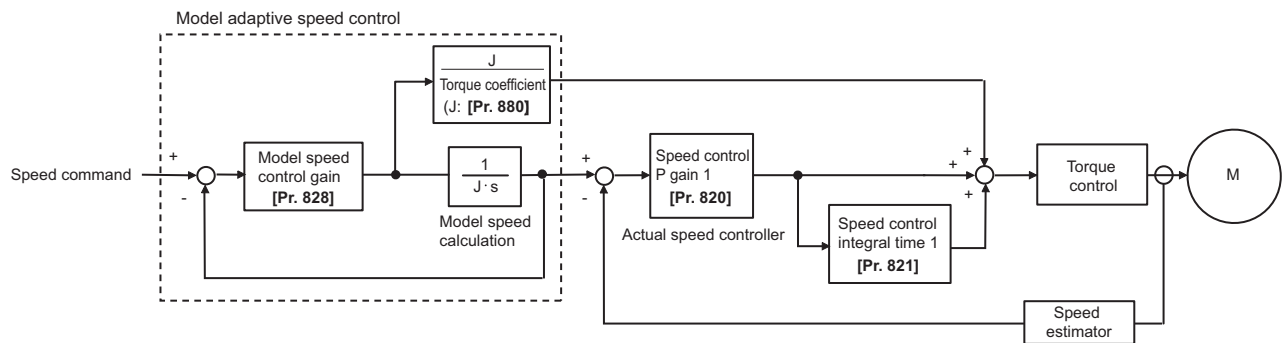 Model adaptive speed control
J
Torque coefficient
(J: [Pr. 880]
Speed command
+
-
Model speed
control gain
[Pr. 828]
1
J· s
Model speed
calculation
+
-
Speed control
P gain 1
[Pr. 820]
Actual speed controller
Speed control
integral time 1
[Pr. 821]
+
+
+
Torque
control
M
Speed
estimator